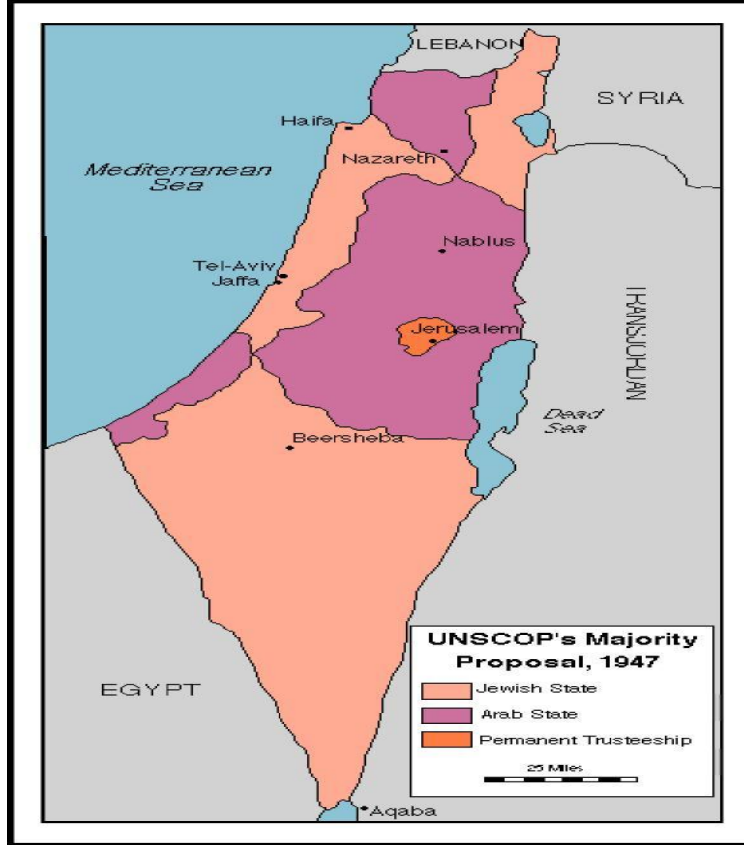 LEBANON
SYRIA
Haifa
Nazareth
Mediterranean
Sea
Nablus
Tel-Aviv
Jaffa
TRANSJORDAN
Jerusalem
Dead
Sea
Beersheba
UNSCOP's Majority
Proposal, 1947
Jewish State
Arab State
Permanent Trusteeship
25 Miles
EGYPT
Aqaba